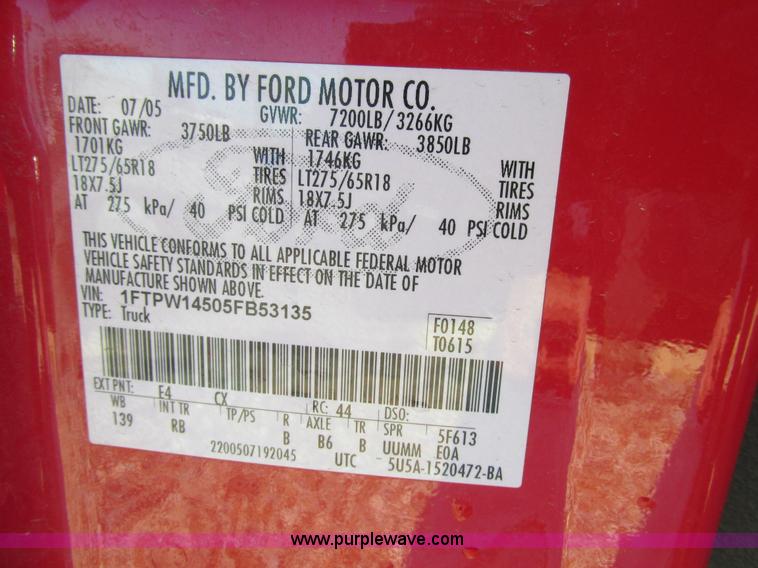 MFD. BY FORD MOTOR CO.
DATE: 07/05 GVWR: 7200LB/3266KG
FRONT GAWR: 3750LB REAR GAWR: 3850LB
1701KG WITH 1746KG WITH
LT275/65R18 TIRES LT275/65R18 TIRES
18X7.5J RIMS 18X7.5J RIMS
AT 275 kPa/ 40 PSI COLD AT 275 kPa/ 40 PSI COLD
THIS VEHICLE CONFORMS TO ALL APPLICABLE FEDERAL MOTOR
VEHICLE SAFETY STANDARDS IN EFFECT ON THE DATE OF
MANUFACTURE SHOWN ABOVE.
VIN: 1FTPW14505FB53135
TYPE: Truck
F0148
T0615
EXT PNT: E4 CX RC: 44 DSO:
WB INT TR TP/PS R AXLE TR SPR 5F613
139 RB B B6 B UUMM E0A
2200507192045 UTC 5U5A-1520472-BA
Ford
www.purplewave.com